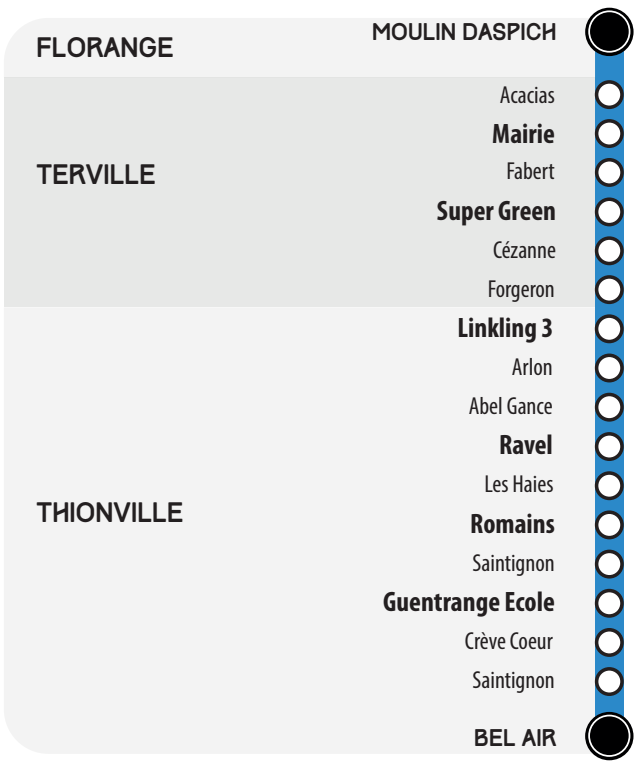 FLORANGE
MOULIN DASPICH
TERVILLE
Acacias
Mairie
Fabert
Super Green
Cézanne
Forgeron
THIONVILLE
Linkling 3
Arlon
Abel Gance
Ravel
Les Haies
Romains
Saintignon
Guentrange Ecole
Crève Coeur
Saintignon
BEL AIR